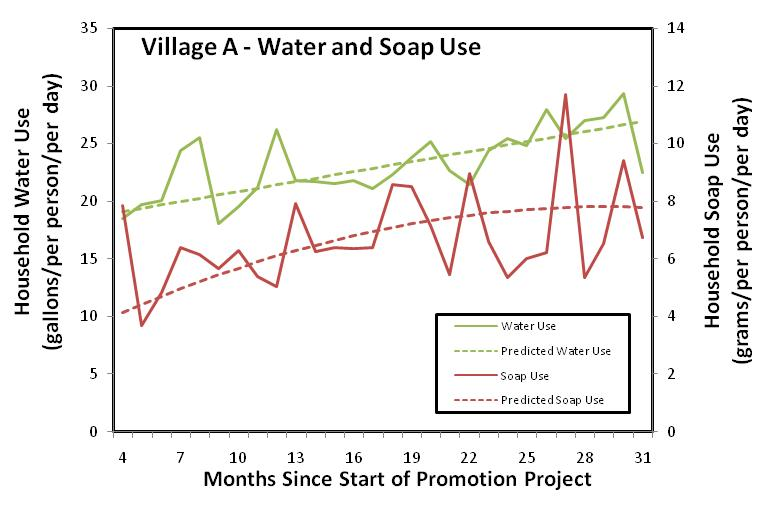 Village A - Water and Soap Use
Household Water Use
(gallons/per person/per day)
35
30
25
20
15
10
5
0
14
12
10
8
6
4
2
0
Household Soap Use
(grams/per person/per day)
Water Use
Predicted Water Use
Soap Use
Predicted Soap Use
4 7 10 13 16 19 22 25 28 31
Months Since Start of Promotion Project